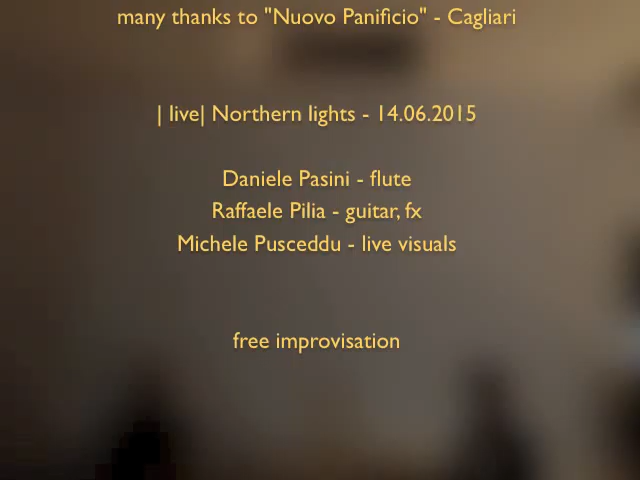 many thanks to "Nuovo Panificio" - Cagliari
| live| Northern lights - 14.06.2015
Daniele Pasini - flute
Raffaele Pilia - guitar, fx
Michele Pusceddu - live visuals
free improvisation